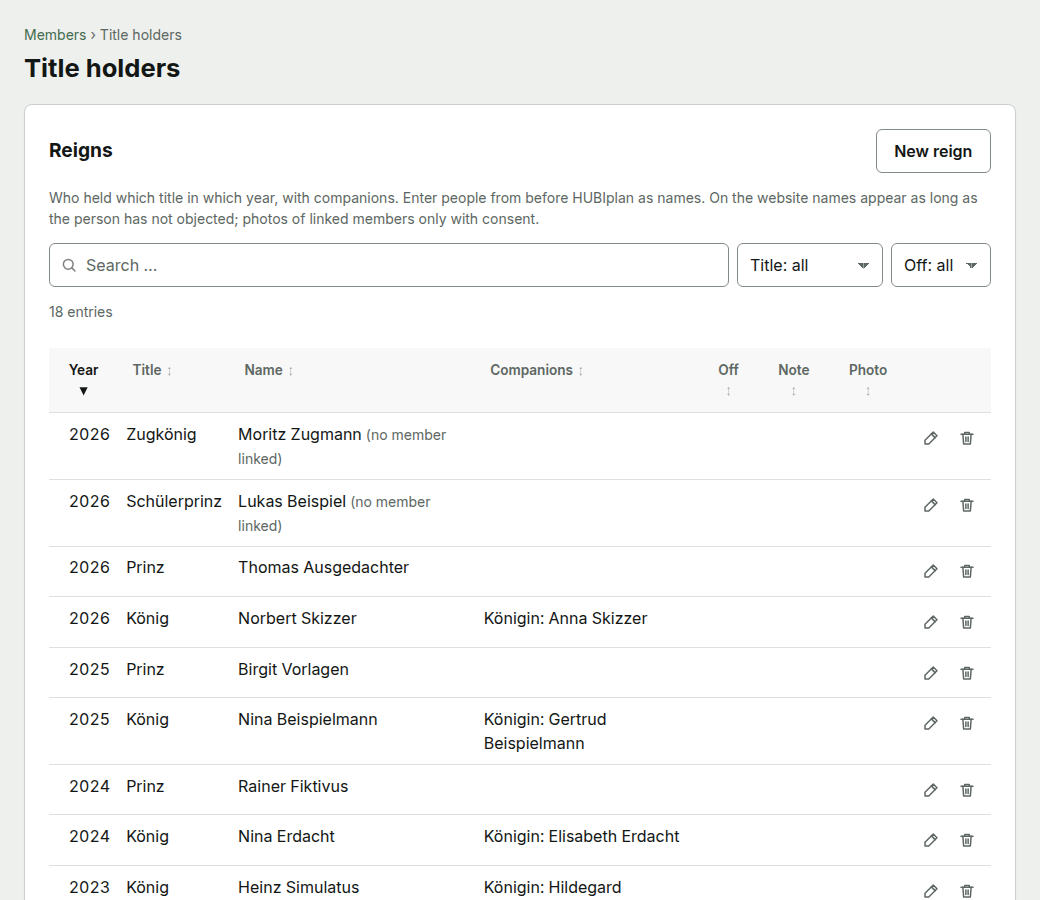 Members › Title holders
Title holders
Reigns
New reign
Who held which title in which year, with companions. Enter people from before HUBIplan as names. On the website names appear as long as
the person has not objected; photos of linked members only with consent.
Search ...
Title: all
Off: all
18 entries
Year ▼ Title ↕ Name ↕ Companions ↕ Off ↕ Note ↕ Photo ↕
2026 Zugkönig Moritz Zugmann (no member
linked)
2026 Schülerprinz Lukas Beispiel (no member
linked)
2026 Prinz Thomas Ausgedachter
2026 König Norbert Skizzer Königin: Anna Skizzer
2025 Prinz Birgit Vorlagen
2025 König Nina Beispielmann Königin: Gertrud
Beispielmann
2024 Prinz Rainer Fiktivus
2024 König Nina Erdacht Königin: Elisabeth Erdacht
2023 König Heinz Simulatus Königin: Hildegard